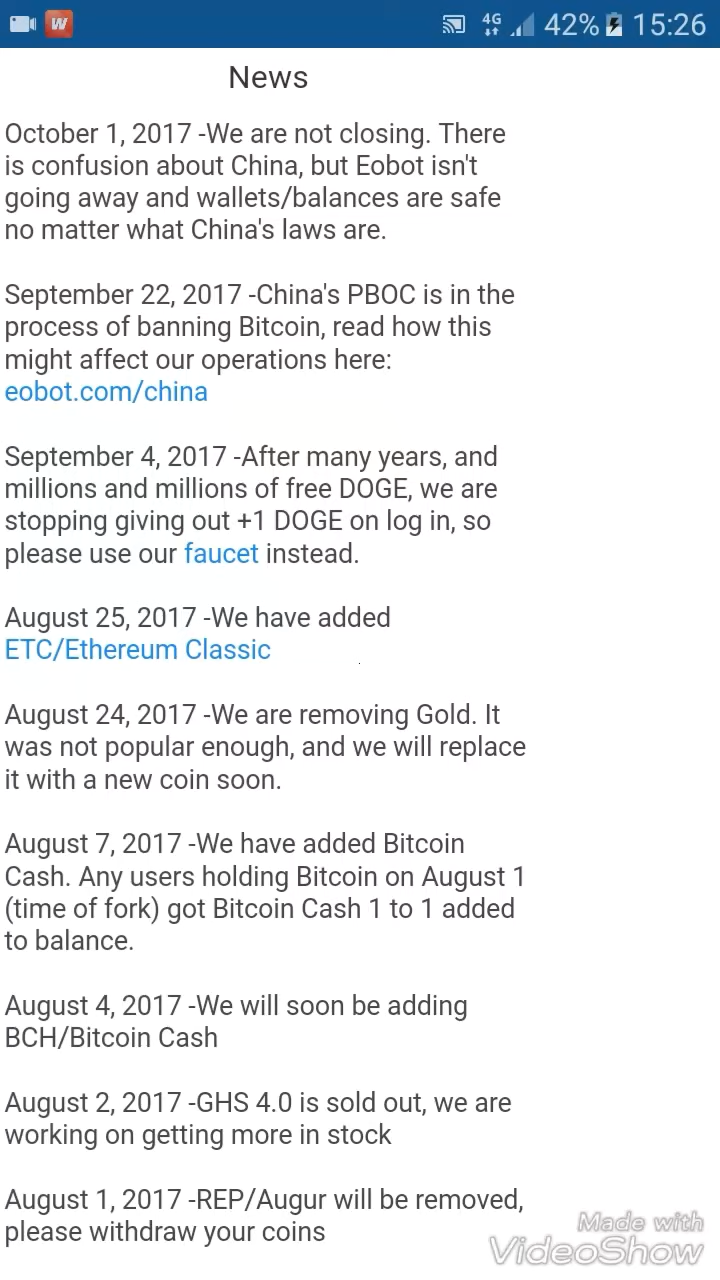 W 4G 42% 15:26
News
October 1, 2017 -We are not closing. There
is confusion about China, but Eobot isn't
going away and wallets/balances are safe
no matter what China's laws are.
September 22, 2017 -China's PBOC is in the
process of banning Bitcoin, read how this
might affect our operations here:
eobot.com/china
September 4, 2017 -After many years, and
millions and millions of free DOGE, we are
stopping giving out +1 DOGE on log in, so
please use our faucet instead.
August 25, 2017 -We have added
ETC/Ethereum Classic
August 24, 2017 -We are removing Gold. It
was not popular enough, and we will replace
it with a new coin soon.
August 7, 2017 -We have added Bitcoin
Cash. Any users holding Bitcoin on August 1
(time of fork) got Bitcoin Cash 1 to 1 added
to balance.
August 4, 2017 -We will soon be adding
BCH/Bitcoin Cash
August 2, 2017 -GHS 4.0 is sold out, we are
working on getting more in stock
August 1, 2017 -REP/Augur will be removed,
please withdraw your coins
Made with
VideoShow